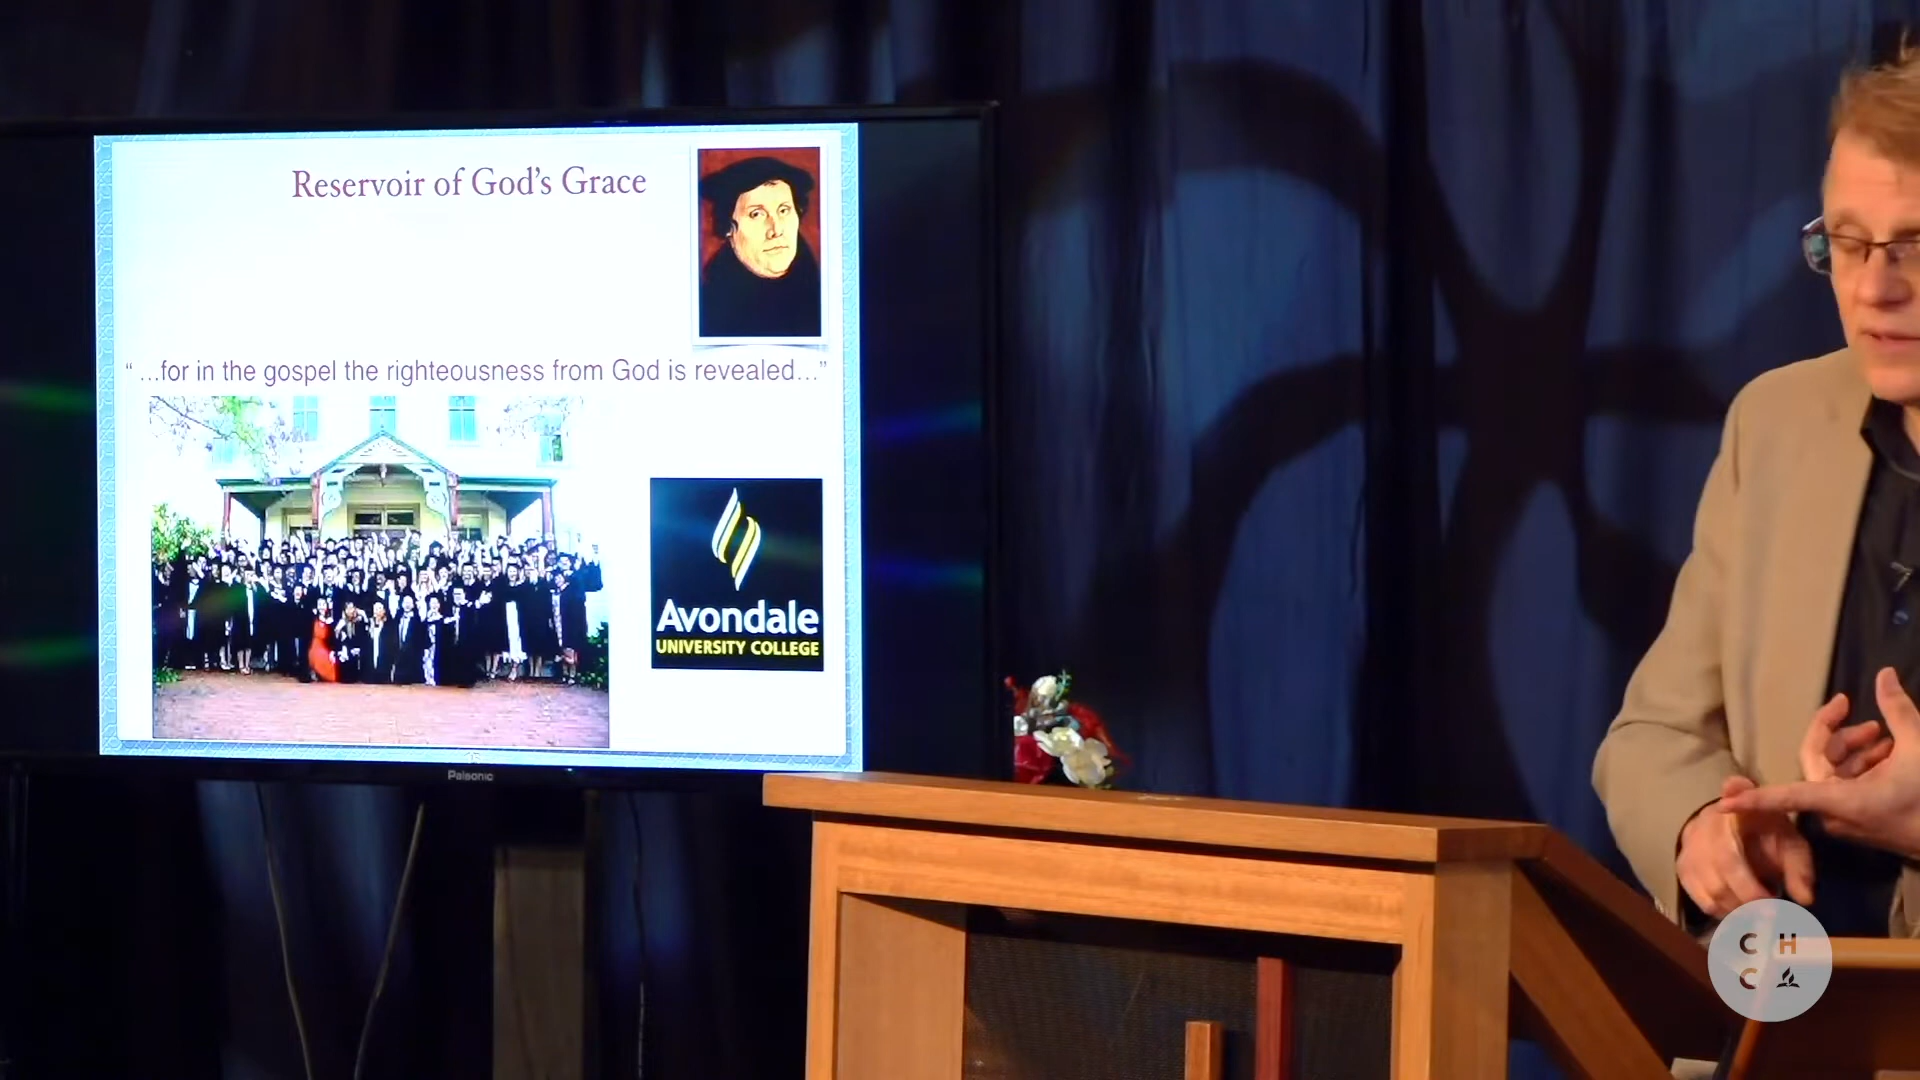 Reservoir of God's Grace
“ ...for in the gospel the righteousness from God is revealed...”
Avondale
UNIVERSITY COLLEGE
Palsonic
C H
C